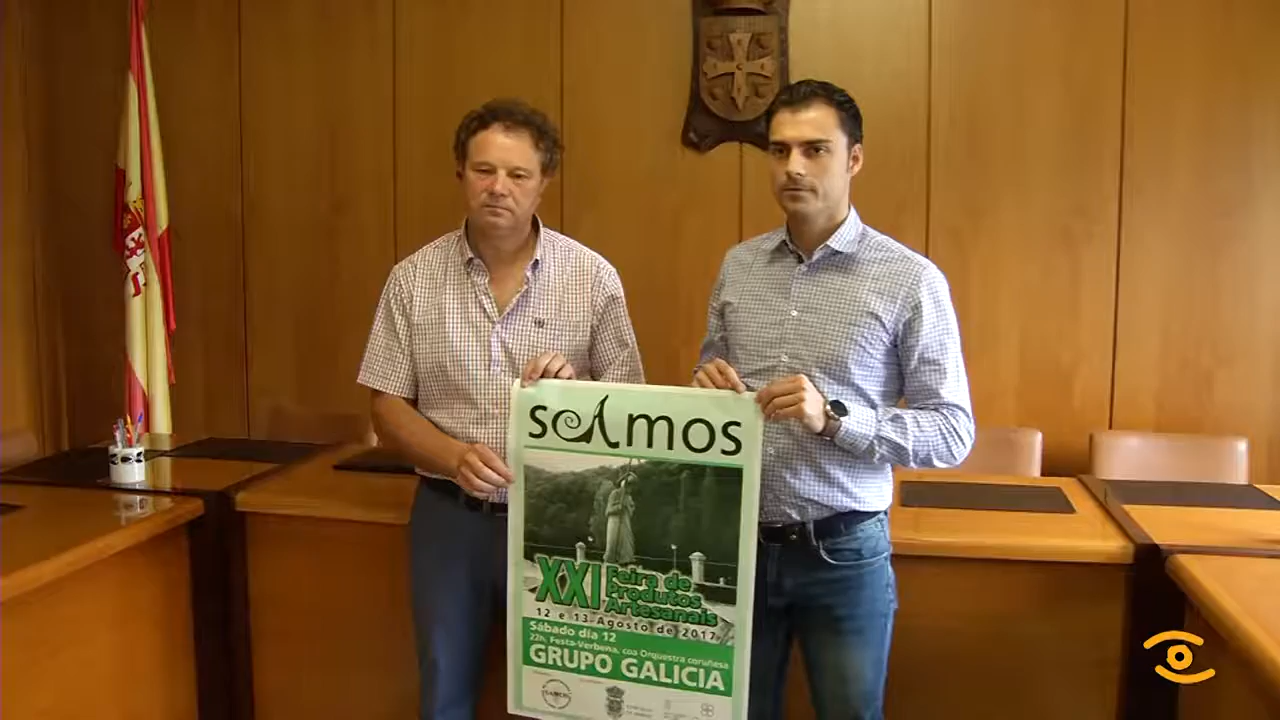 sAmos
XXI Feira de
Produtos
Artesanais
12 e 13 Agosto de 2017
Sábado día 12
22h, Festa-Verbena, coa Orquestra coruñesa
GRUPO GALICIA